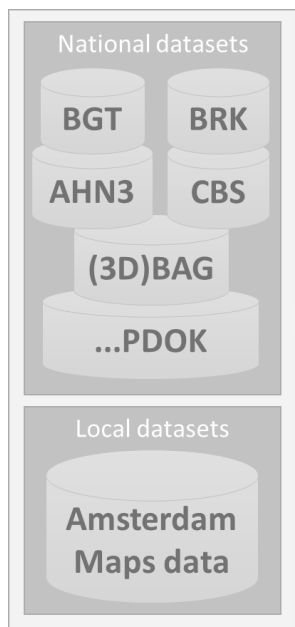 National datasets
BGT BRK
AHN3 CBS
(3D)BAG
...PDOK
Local datasets
Amsterdam
Maps data